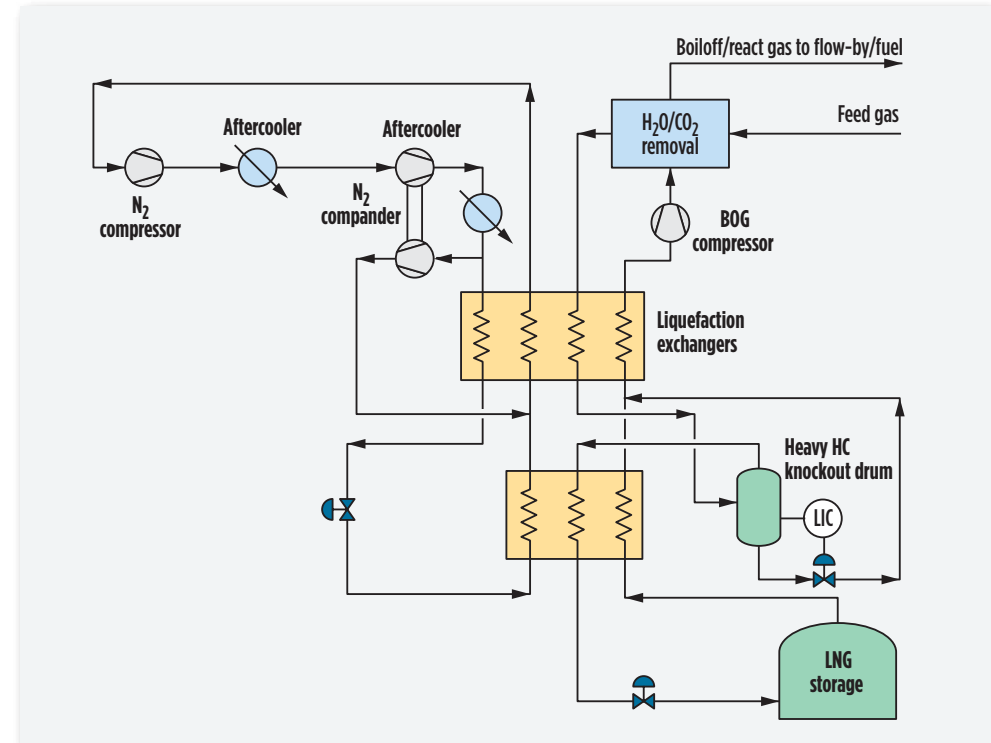 Boiloff/react gas to flow-by/fuel
Feed gas
H₂O/CO₂
removal
Aftercooler
Aftercooler
N₂
compressor
N₂
compander
BOG
compressor
Liquefaction
exchangers
Heavy HC
knockout drum
LIC
LNG
storage